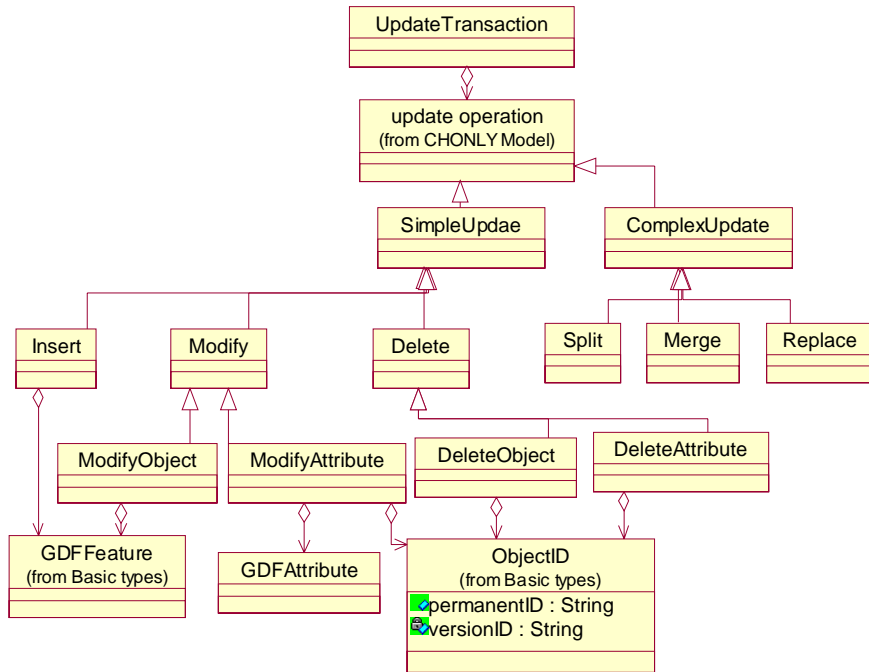 UpdateTransaction
update operation
(from CHONLY Model)
SimpleUpdae
ComplexUpdate
Insert
Modify
Delete
Split
Merge
Replace
ModifyObject
ModifyAttribute
DeleteObject
DeleteAttribute
GDFFeature
(from Basic types)
GDFAttribute
ObjectID
(from Basic types)
permanentID : String
versionID : String